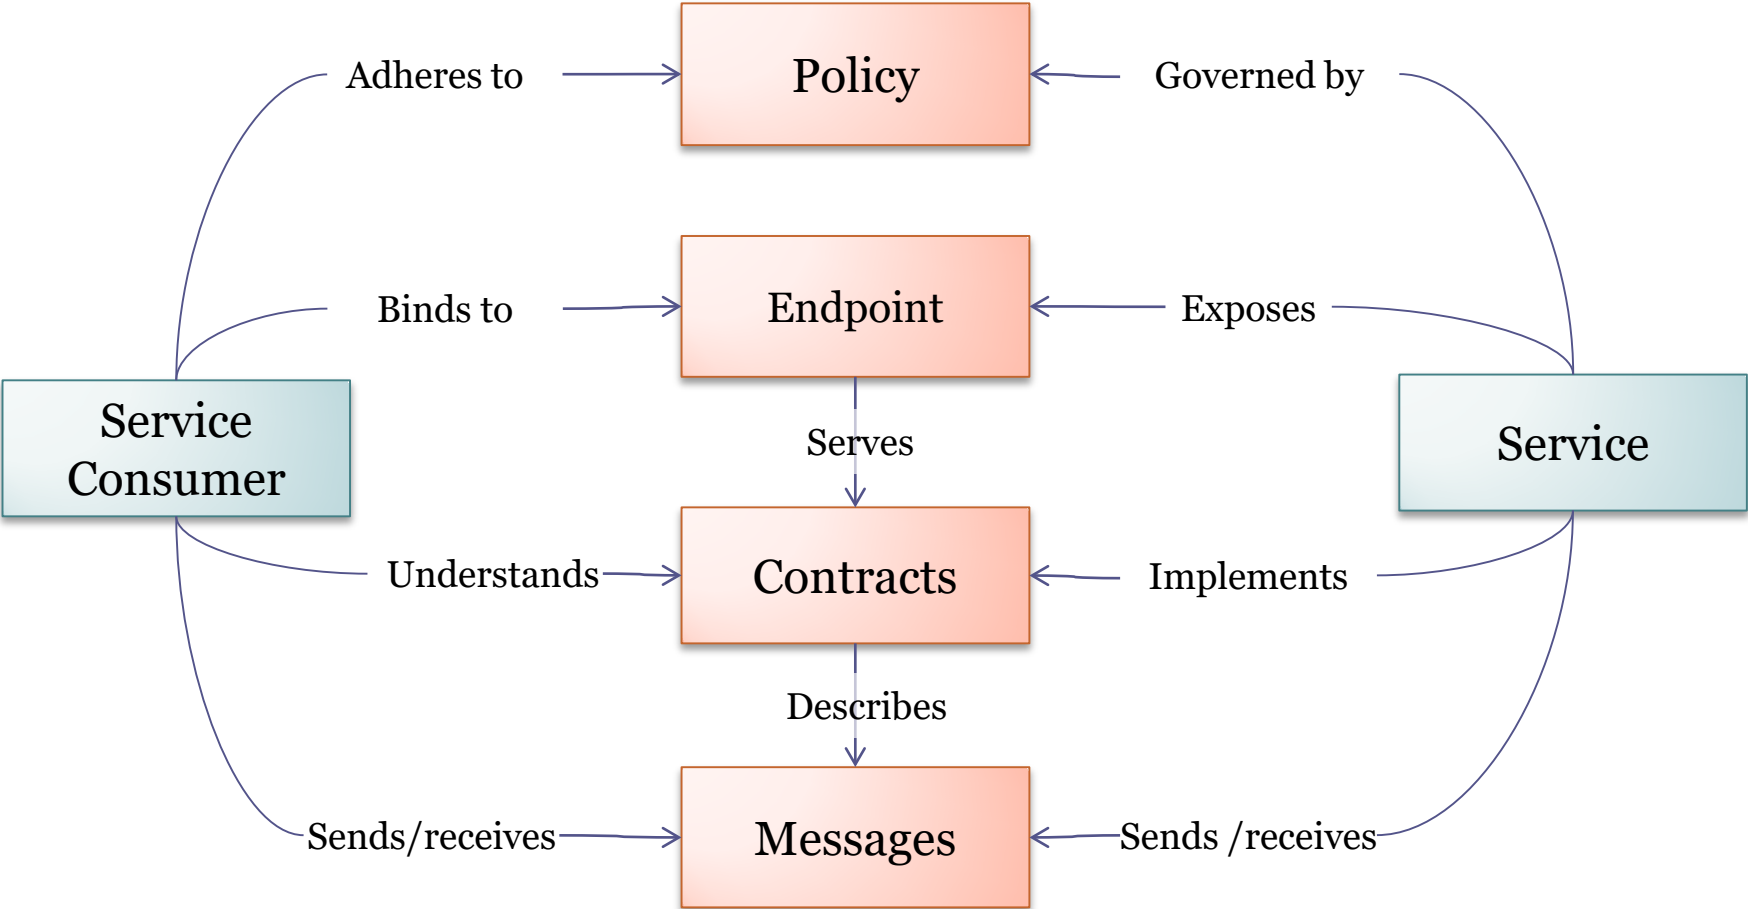 Adheres to
Policy
Governed by
Binds to
Endpoint
Exposes
Service
Consumer
Serves
Service
Understands
Contracts
Implements
Describes
Sends/receives
Messages
Sends /receives